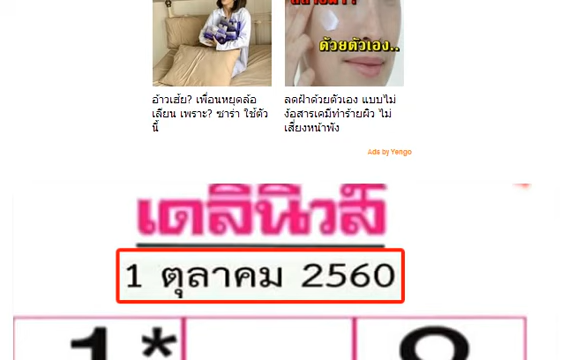 ด้วยตัวเอง..
อ้าวเฮ้ย? เพื่อนหยุดล้อ
เลียน เพราะ? ซาร่า ใช้ตัว
นี้
ลดฝ้าด้วยตัวเอง แบบไม่
ง้อสารเคมีทำร้ายผิว ไม่
เสี่ยงหน้าพัง
Ads by Yengo
เดลินิวส์
1 ตุลาคม 2560
1*